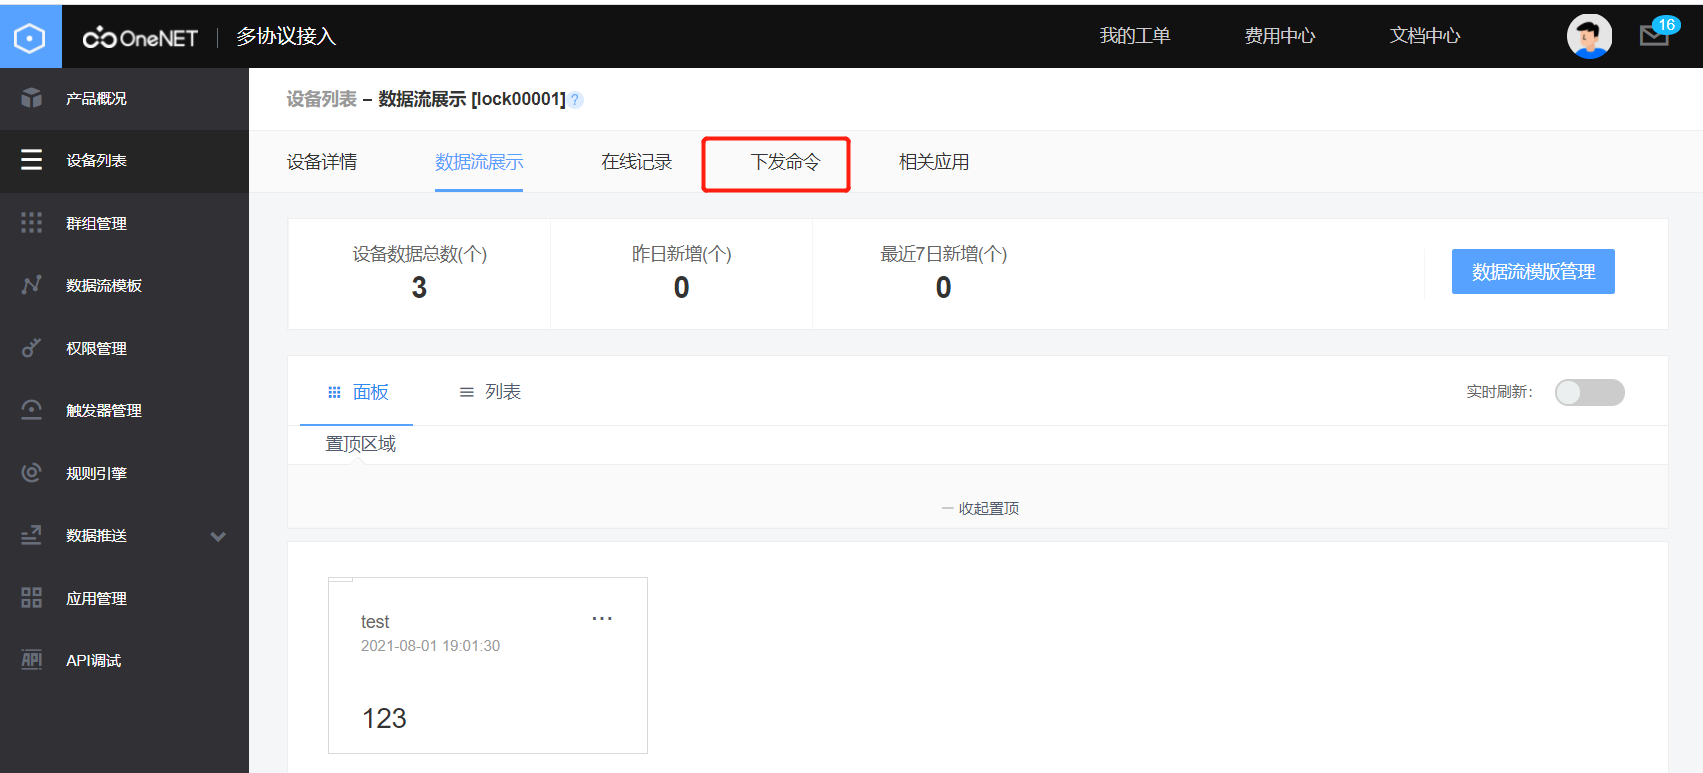 OneNET 多协议接入 我的工单 费用中心 文档中心 16
产品概况
设备列表
群组管理
数据流模板
权限管理
触发器管理
规则引擎
数据推送
应用管理
API API调试
设备列表 – 数据流展示 [lock00001] ?
设备详情 数据流展示 在线记录 下发命令 相关应用
设备数据总数(个) 昨日新增(个) 最近7日新增(个)
3 0 0
数据流模版管理
面板 列表 实时刷新:
置顶区域
收起置顶
test ...
2021-08-01 19:01:30
123